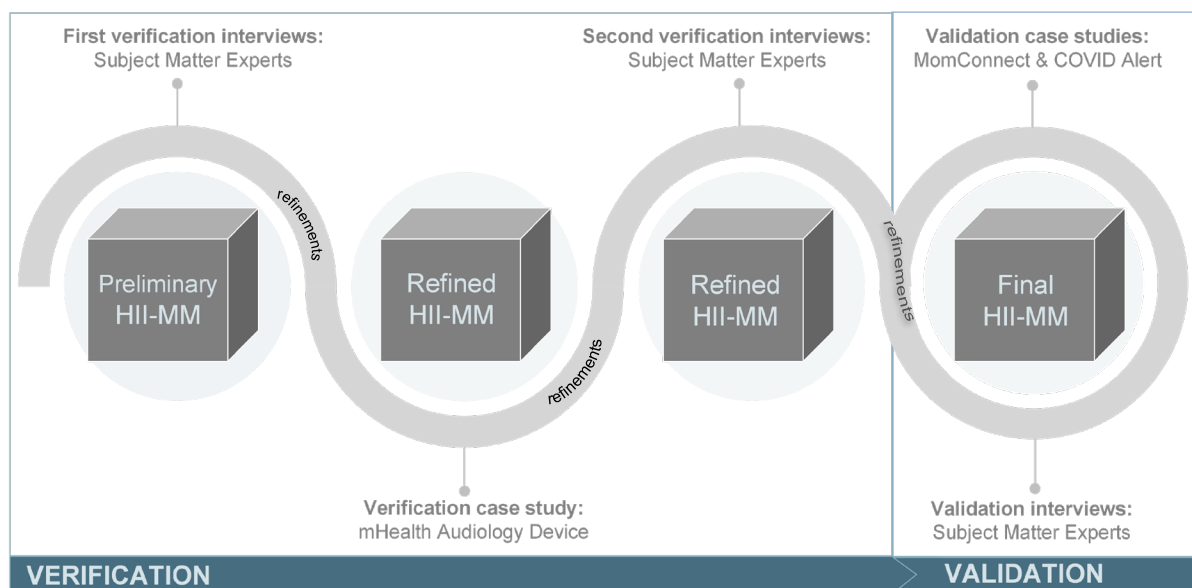 First verification interviews:
Subject Matter Experts
Second verification interviews:
Subject Matter Experts
Validation case studies:
MomConnect & COVID Alert
Preliminary
HII-MM
refinements
Refined
HII-MM
refinements
Refined
HII-MM
refinements
Final
HII-MM
Verification case study:
mHealth Audiology Device
Validation interviews:
Subject Matter Experts
VERIFICATION
VALIDATION